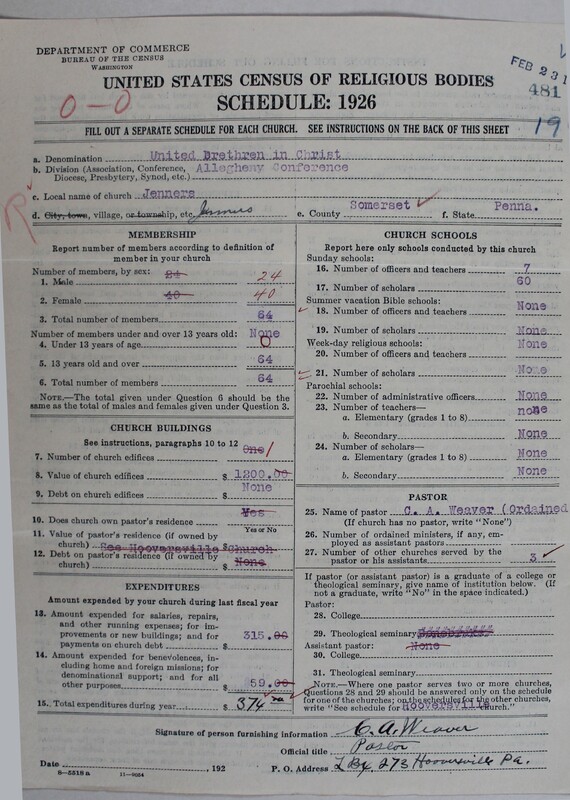 DEPARTMENT OF COMMERCE
BUREAU OF THE CENSUS
WASHINGTON
FEB 23
481
UNITED STATES CENSUS OF RELIGIOUS BODIES
0-0
SCHEDULE: 1926
FILL OUT A SEPARATE SCHEDULE FOR EACH CHURCH. SEE INSTRUCTIONS ON THE BACK OF THIS SHEET
19
a. Denomination United Brethren in Christ
b. Division (Association, Conference, Allegheny Conference
Diocese, Presbytery, Synod, etc.)
c. Local name of church Jenners
R
d. City, town, village, or township, etc. Jenners e. County Somerset f. State Penna.
MEMBERSHIP
Report number of members according to definition of
member in your church
Number of members, by sex:
1. Male 24 24
2. Female 40 40
3. Total number of members 64
Number of members under and over 13 years old: None
4. Under 13 years of age 0
5. 13 years old and over 64
6. Total number of members 64
NOTE.—The total given under Question 6 should be the
same as the total of males and females given under Question 3.
CHURCH BUILDINGS
See instructions, paragraphs 10 to 12
7. Number of church edifices One 1
8. Value of church edifices $ 1200.00
9. Debt on church edifices $ None
10. Does church own pastor's residence Yes
Yes or No
11. Value of pastor's residence (if owned by
church) See Hooversville Church $
12. Debt on pastor's residence (if owned by
church) $ None
EXPENDITURES
Amount expended by your church during last fiscal year
13. Amount expended for salaries, repairs,
and other running expenses; for im-
provements or new buildings; and for
payments on church debt $ 315.00
14. Amount expended for benevolences, in-
cluding home and foreign missions; for
denominational support; and for all
other purposes $ 59.00
15. Total expenditures during year $ 374
CHURCH SCHOOLS
Report here only schools conducted by this church
Sunday schools:
16. Number of officers and teachers 7
17. Number of scholars 60
Summer vacation Bible schools:
18. Number of officers and teachers None
19. Number of scholars None
Week-day religious schools: None
20. Number of officers and teachers
21. Number of scholars None
Parochial schools:
22. Number of administrative officers None
23. Number of teachers—
a. Elementary (grades 1 to 8) none
b. Secondary None
24. Number of scholars—
a. Elementary (grades 1 to 8) None
b. Secondary None
PASTOR
25. Name of pastor C. A. Weaver (Ordained
(If church has no pastor, write "None")
26. Number of ordained ministers, if any, em-
ployed as assistant pastors
27. Number of other churches served by the
pastor or his assistants 3
If pastor (or assistant pastor) is a graduate of a college or
theological seminary, give name of institution below. (If
not a graduate, write "No" in the space indicated.)
Pastor:
28. College
29. Theological seminary
Assistant pastor: None
30. College
31. Theological seminary
NOTE.—Where one pastor serves two or more churches,
Questions 28 and 29 should be answered only on the schedule
for one of the churches; on the schedules for the other churches,
write "See schedule for Hooversville church."
Signature of person furnishing information C. A. Weaver
Official title Pastor
Date , 192 P. O. Address L Bx, 273 Hooversville Pa.
8—5518 a 11—9054